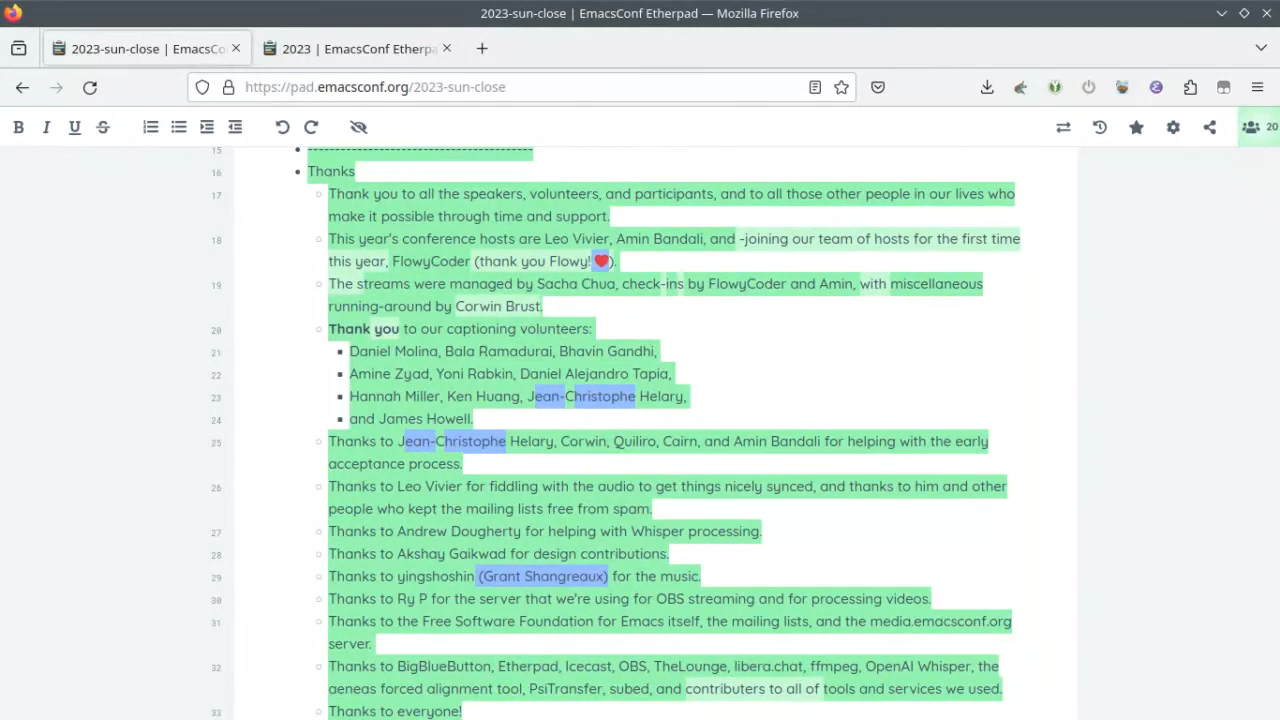 2023-sun-close | EmacsConf Etherpad — Mozilla Firefox
2023-sun-close | EmacsCo
2023 | EmacsConf Etherpa
https://pad.emacsconf.org/2023-sun-close
B I U S
20
15 ----------------------------------------
16 Thanks
17 Thank you to all the speakers, volunteers, and participants, and to all those other people in our lives who
make it possible through time and support.
18 This year's conference hosts are Leo Vivier, Amin Bandali, and -joining our team of hosts for the first time
this year, FlowyCoder (thank you Flowy!❤️).
19 The streams were managed by Sacha Chua, check-ins by FlowyCoder and Amin, with miscellaneous
running-around by Corwin Brust.
20 Thank you to our captioning volunteers:
21 Daniel Molina, Bala Ramadurai, Bhavin Gandhi,
22 Amine Zyad, Yoni Rabkin, Daniel Alejandro Tapia,
23 Hannah Miller, Ken Huang, Jean-Christophe Helary,
24 and James Howell.
25 Thanks to Jean-Christophe Helary, Corwin, Quiliro, Cairn, and Amin Bandali for helping with the early
acceptance process.
26 Thanks to Leo Vivier for fiddling with the audio to get things nicely synced, and thanks to him and other
people who kept the mailing lists free from spam.
27 Thanks to Andrew Dougherty for helping with Whisper processing.
28 Thanks to Akshay Gaikwad for design contributions.
29 Thanks to yingshoshin (Grant Shangreaux) for the music.
30 Thanks to Ry P for the server that we're using for OBS streaming and for processing videos.
31 Thanks to the Free Software Foundation for Emacs itself, the mailing lists, and the media.emacsconf.org
server.
32 Thanks to BigBlueButton, Etherpad, Icecast, OBS, TheLounge, libera.chat, ffmpeg, OpenAI Whisper, the
aeneas forced alignment tool, PsiTransfer, subed, and contributers to all of tools and services we used.
33 Thanks to everyone!